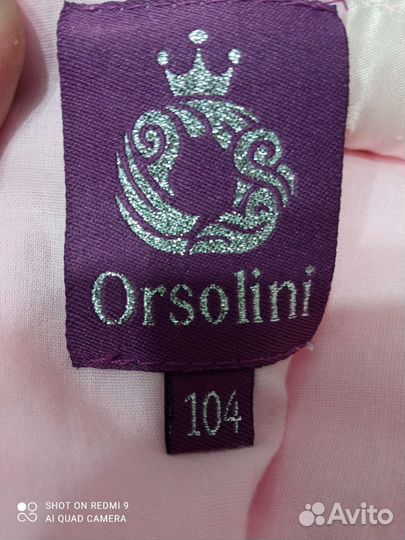 Orsolini
104
SHOT ON REDMI 9
AI QUAD CAMERA
Avito